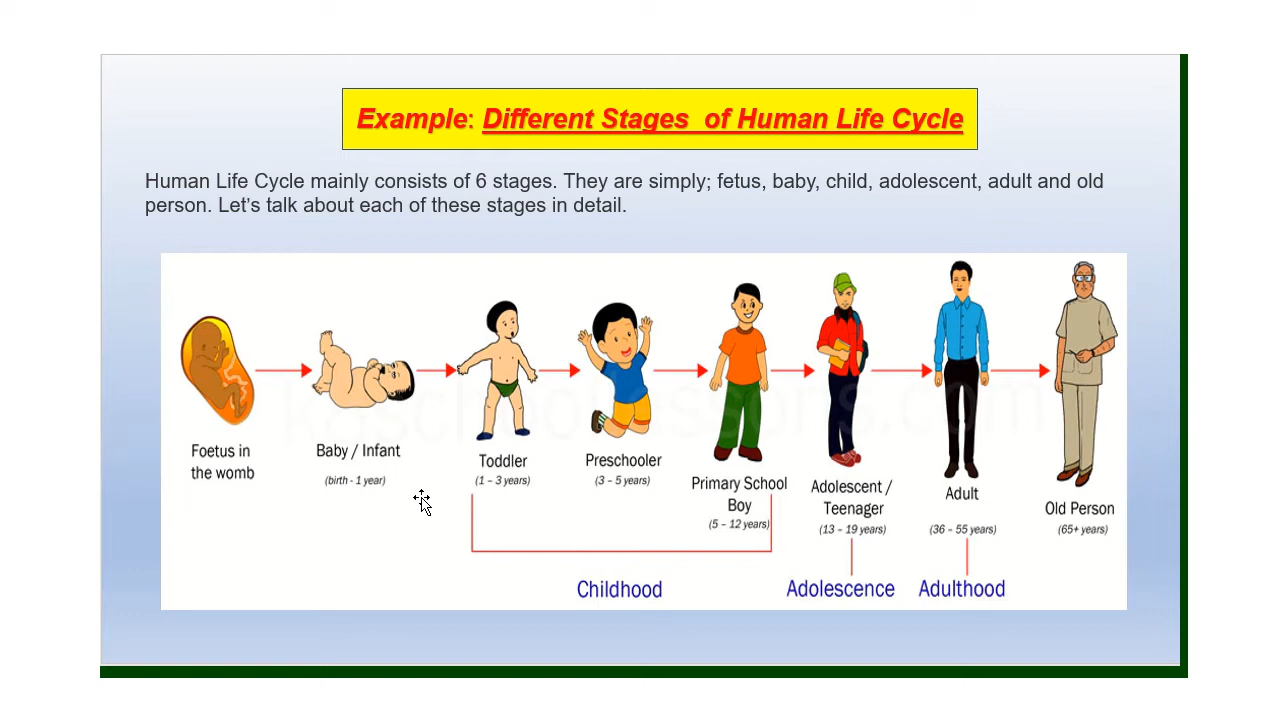 Example: Different Stages of Human Life Cycle
Human Life Cycle mainly consists of 6 stages. They are simply; fetus, baby, child, adolescent, adult and old
person. Let's talk about each of these stages in detail.
Foetus in
the womb
Baby / Infant
(birth - 1 year)
Toddler
(1 – 3 years)
Preschooler
(3 – 5 years)
Primary School
Boy
(5 – 12 years)
Adolescent /
Teenager
(13 – 19 years)
Adult
(36 – 55 years)
Old Person
(65+ years)
Childhood
Adolescence
Adulthood